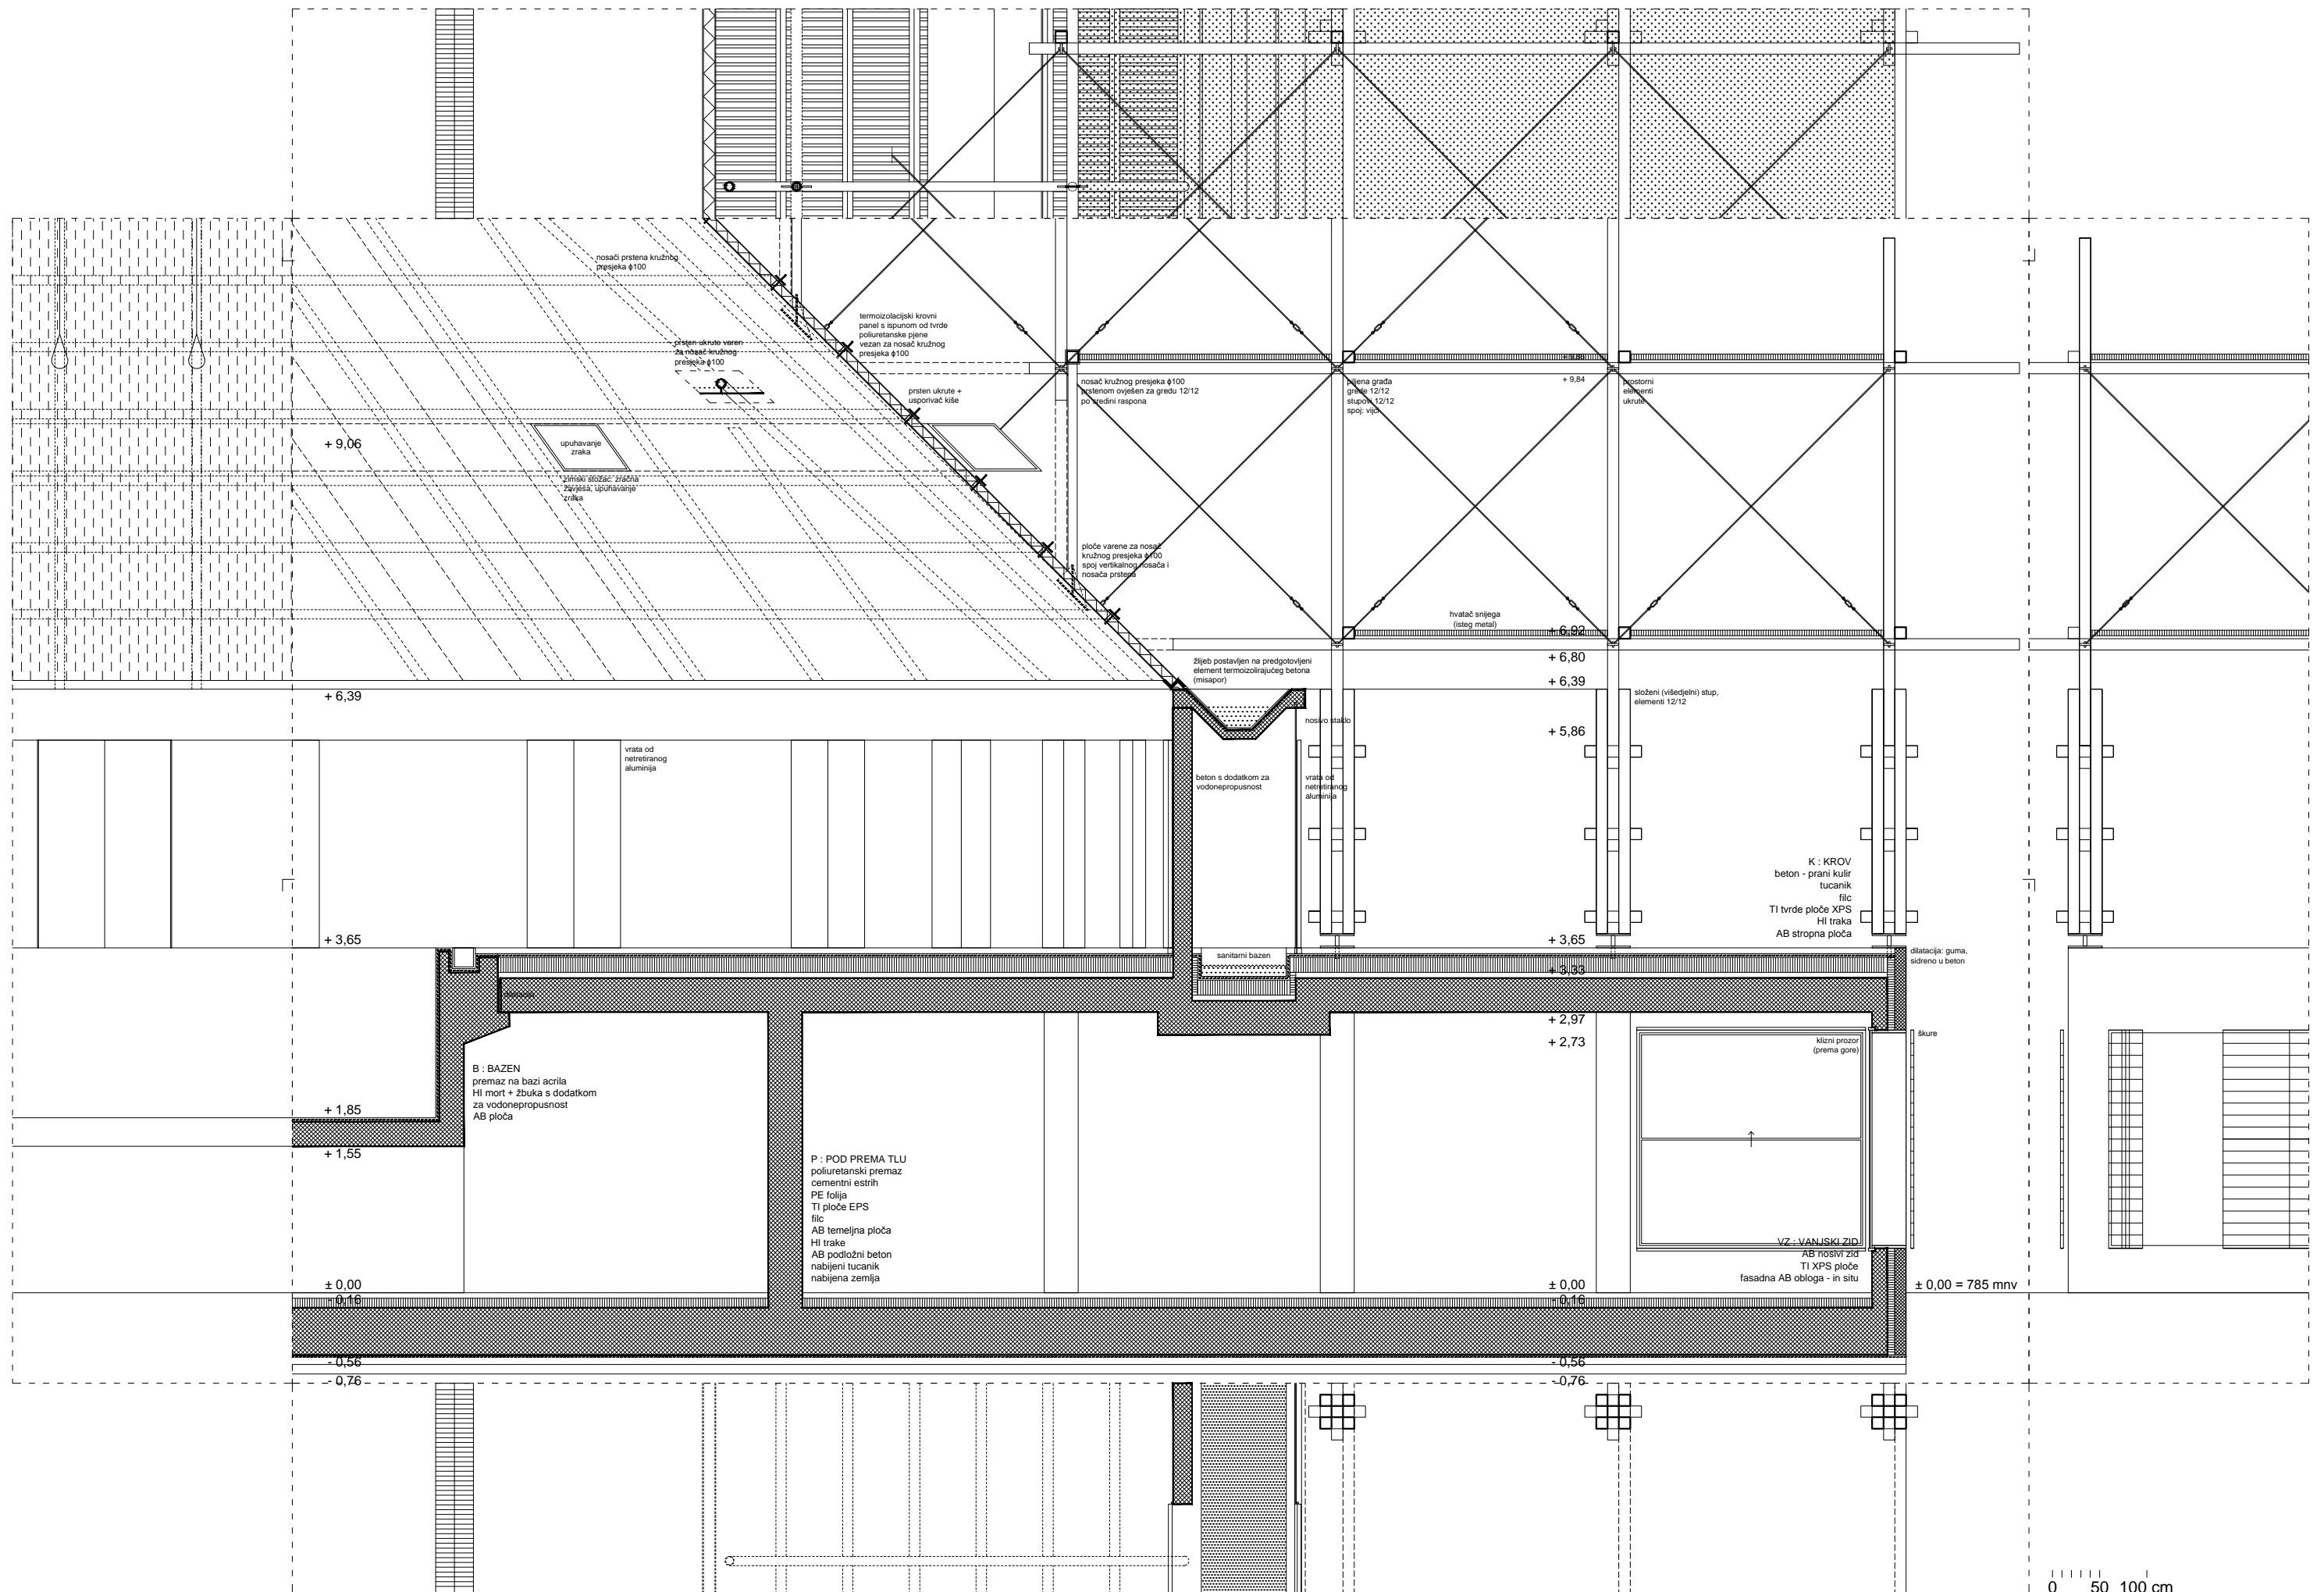 nosači prstena kružnog
presjeka ϕ100
termoizolacijski krovni
panel s ispunom od tvrde
poliuretanske pjene
vezan za nosač kružnog
presjeka ϕ100
prsten ukrute varen
za nosač kružnog
presjeka ϕ100
prsten ukrute +
usporivač kiše
nosač kružnog presjeka ϕ100
prstenom ovješen za gredu 12/12
po sredini raspona
piljena građa
grede 12/12
stupovi 12/12
spoj: vijci
+ 9,84
prostorni
elementi
ukrute
+ 9,06
upuhavanje
zraka
zimski stožac: zračna
zavjesa, upuhavanje
zraka
ploče varene za nosač
kružnog presjeka ϕ100
spoj vertikalnog nosača i
nosača prstena
hvatač snijega
(isteg metal)
+ 6,92
+ 6,80
+ 6,39
žlijeb postavljen na predgotovljeni
element termoizolirajućeg betona
(misapor)
+ 6,39
složeni (višedjelni) stup,
elementi 12/12
nosivo staklo
+ 5,86
vrata od
netretiranog
aluminija
beton s dodatkom za
vodonepropusnost
vrata od
netretiranog
aluminija
K : KROV
beton - prani kulir
tucanik
filc
TI tvrde ploče XPS
HI traka
AB stropna ploča
+ 3,65
+ 3,65
sanitarni bazen
dilatacija: guma,
sidreno u beton
+ 3,33
dilatacija
+ 2,97
+ 2,73
klizni prozor
(prema gore)
škure
B : BAZEN
premaz na bazi acrila
HI mort + žbuka s dodatkom
za vodonepropusnost
AB ploča
+ 1,85
+ 1,55
P : POD PREMA TLU
poliuretanski premaz
cementni estrih
PE folija
TI ploče EPS
filc
AB temeljna ploča
HI trake
AB podložni beton
nabijeni tucanik
nabijena zemlja
VZ : VANJSKI ZID
AB nosivi zid
TI XPS ploče
fasadna AB obloga - in situ
± 0,00
± 0,00
± 0,00 = 785 mnv
- 0,16
- 0,16
- 0,56
- 0,56
- 0,76
- 0,76
0 50 100 cm